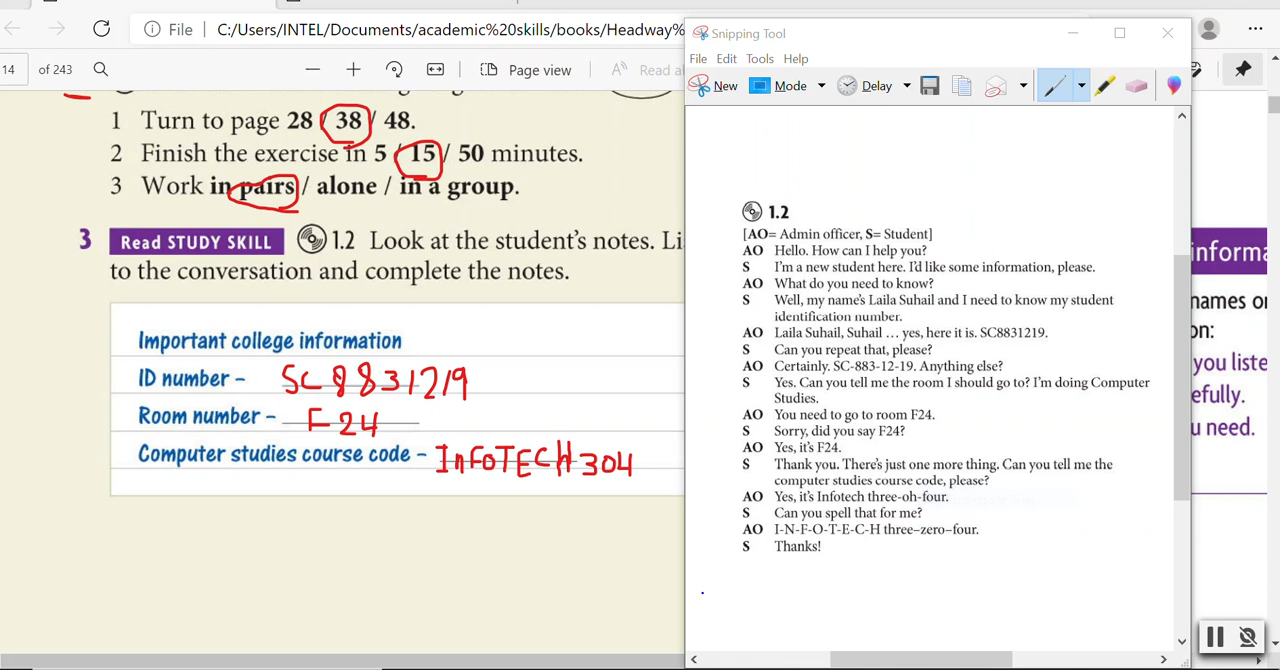 File C:/Users/INTEL/Documents/academic%20skills/books/Headway%
14 of 243 Page view Read al
1 Turn to page 28 / 38 / 48.
2 Finish the exercise in 5 / 15 / 50 minutes.
3 Work in pairs / alone / in a group.
3 Read STUDY SKILL 1.2 Look at the student's notes. Li
to the conversation and complete the notes.
Important college information
ID number – SC8831219
Room number – F24
Computer studies course code – InFOTECH 304
Snipping Tool
File Edit Tools Help
New Mode Delay
1.2
[AO= Admin officer, S= Student]
AO Hello. How can I help you?
S I'm a new student here. I'd like some information, please.
AO What do you need to know?
S Well, my name's Laila Suhail and I need to know my student
identification number.
AO Laila Suhail, Suhail … yes, here it is. SC8831219.
S Can you repeat that, please?
AO Certainly. SC-883-12-19. Anything else?
S Yes. Can you tell me the room I should go to? I'm doing Computer
Studies.
AO You need to go to room F24.
S Sorry, did you say F24?
AO Yes, it's F24.
S Thank you. There's just one more thing. Can you tell me the
computer studies course code, please?
AO Yes, it's Infotech three-oh-four.
S Can you spell that for me?
AO I-N-F-O-T-E-C-H three–zero–four.
S Thanks!
informa
names or
on:
you liste
efully.
u need.